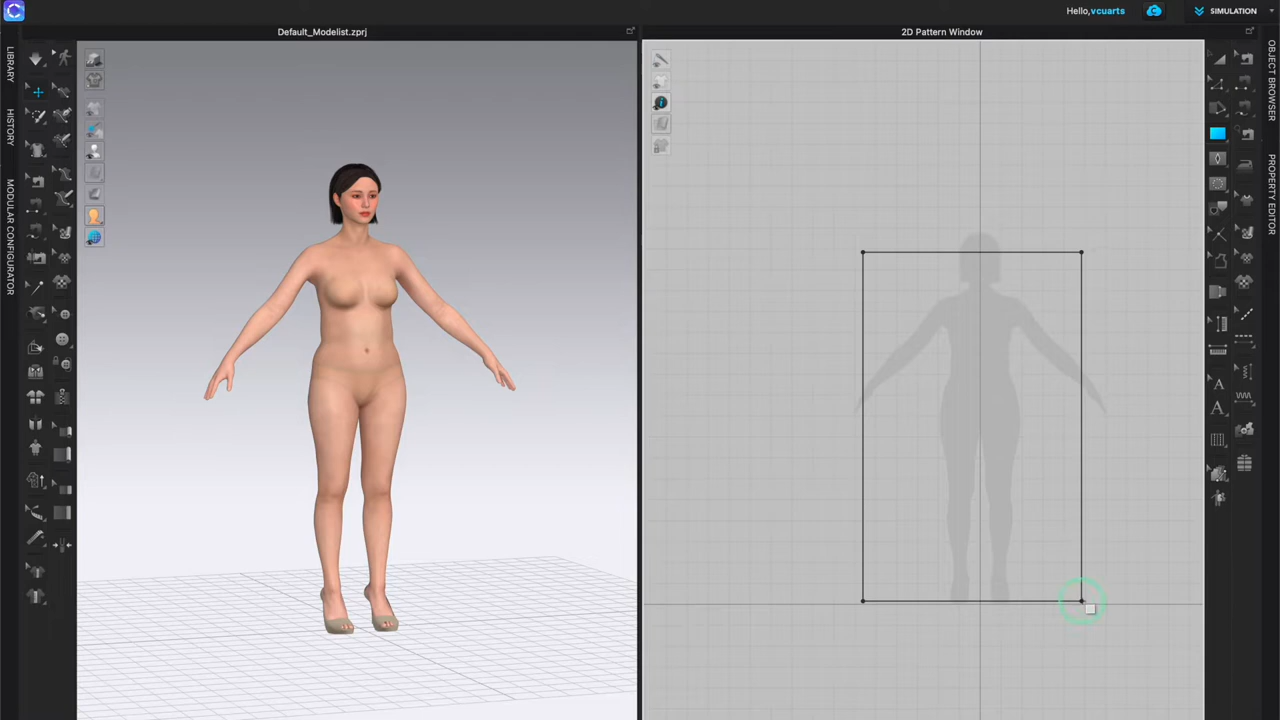 Hello,vcuarts
SIMULATION
Default_Modelist.zprj
2D Pattern Window
LIBRARY
HISTORY
MODULAR CONFIGURATOR
OBJECT BROWSER
PROPERTY EDITOR